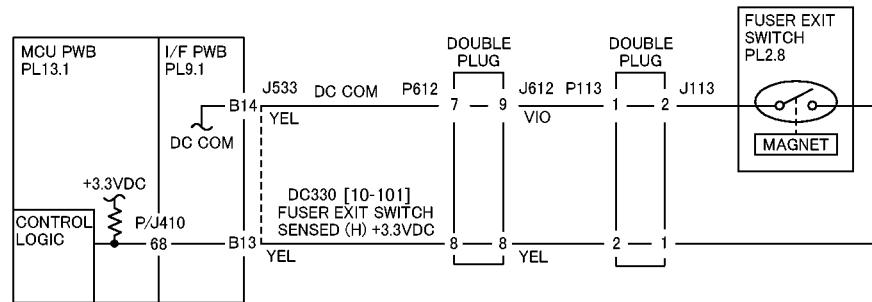 MCU PWB
PL13.1
I/F PWB
PL9.1
DC COM
+3.3VDC
CONTROL
LOGIC
P/J410
68
B14
B13
J533
DC COM
YEL
DC330 [10-101]
FUSER EXIT SWITCH
SENSED (H) +3.3VDC
YEL
DOUBLE
PLUG
P612
7
9
8
8
J612
VIO
YEL
P113
DOUBLE
PLUG
1
2
2
1
J113
FUSER EXIT
SWITCH
PL2.8
MAGNET